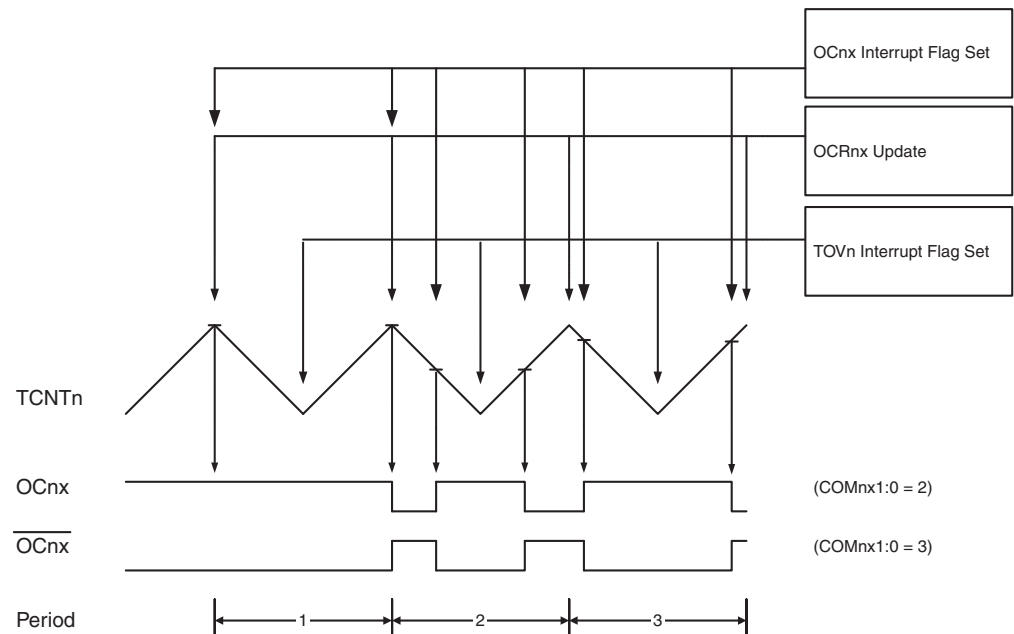 OCnx Interrupt Flag Set
OCRnx Update
TOVn Interrupt Flag Set
TCNTn
OCnx
(COMnx1:0 = 2)
OCnx
(COMnx1:0 = 3)
Period
1
2
3